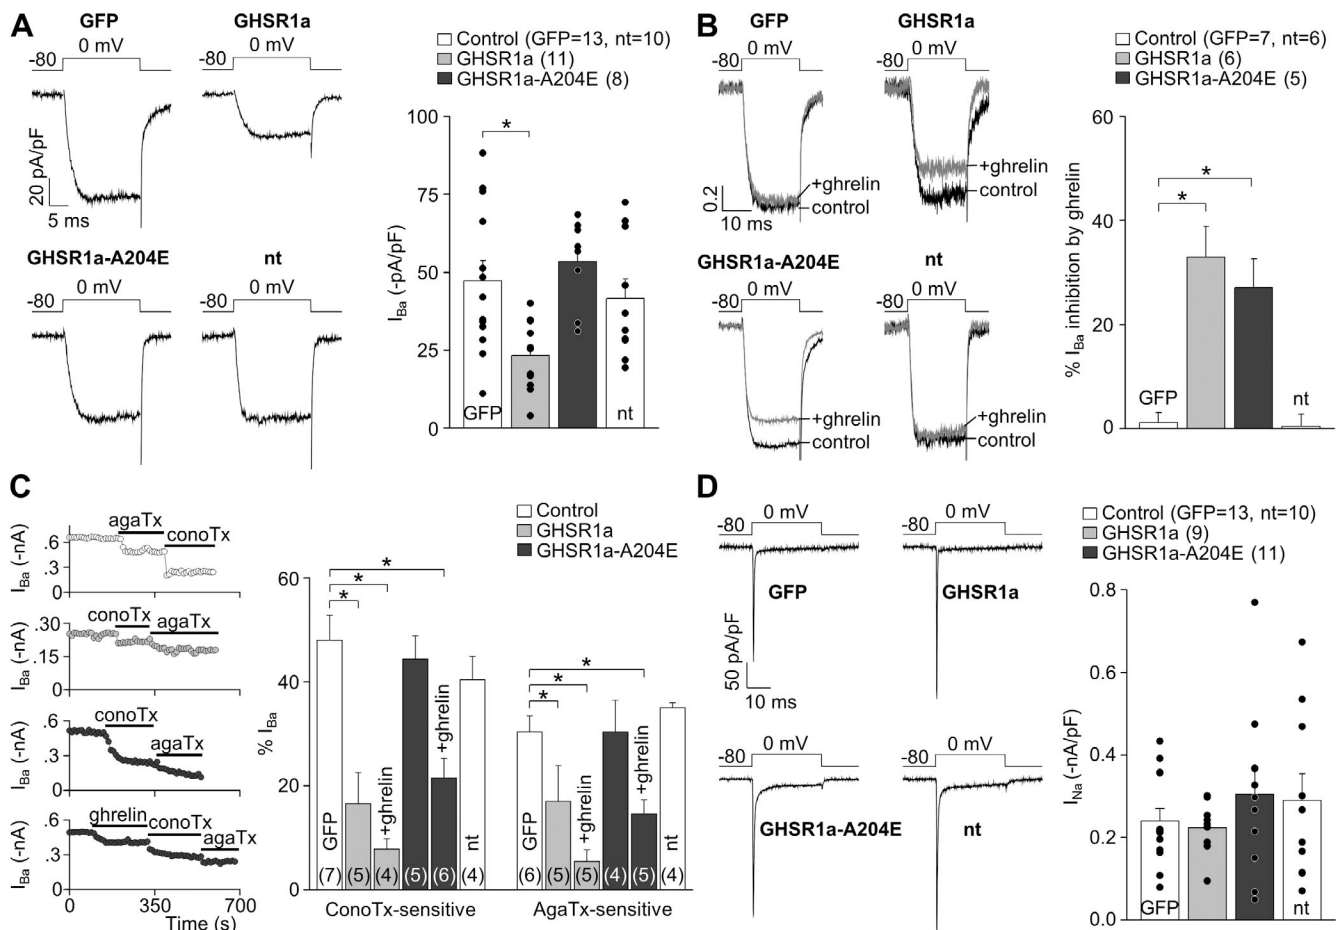 A
GFP
GHSR1a
0 mV
0 mV
-80
-80
20 pA/pF
5 ms
GHSR1a-A204E
nt
0 mV
0 mV
-80
-80
Control (GFP=13, nt=10)
GHSR1a (11)
GHSR1a-A204E (8)
*
100
75
50
25
0
I_Ba (-pA/pF)
GFP
nt
B
GFP
GHSR1a
0 mV
0 mV
-80
-80
+ghrelin
control
+ghrelin
control
0.2
10 ms
GHSR1a-A204E
nt
0 mV
0 mV
-80
-80
+ghrelin
control
+ghrelin
control
Control (GFP=7, nt=6)
GHSR1a (6)
GHSR1a-A204E (5)
60
40
20
0
% I_Ba inhibition by ghrelin
*
*
GFP
nt
C
agaTx
conoTx
.6
.3
0
I_Ba (-nA)
conoTx
agaTx
.30
.15
0
I_Ba (-nA)
conoTx
agaTx
.6
.3
0
I_Ba (-nA)
ghrelin
conoTx
agaTx
.6
.3
0
I_Ba (-nA)
0
350
700
Time (s)
Control
GHSR1a
GHSR1a-A204E
60
40
20
0
% I_Ba
*
*
*
*
*
*
GFP
+ghrelin
+ghrelin
nt
GFP
+ghrelin
+ghrelin
nt
(7)
(5)
(4)
(5)
(6)
(4)
(6)
(5)
(5)
(4)
(5)
(4)
ConoTx-sensitive
AgaTx-sensitive
D
0 mV
0 mV
-80
-80
GFP
GHSR1a
50 pA/pF
10 ms
0 mV
0 mV
-80
-80
GHSR1a-A204E
nt
Control (GFP=13, nt=10)
GHSR1a (9)
GHSR1a-A204E (11)
0.8
0.6
0.4
0.2
0.0
I_Na (-nA/pF)
GFP
nt